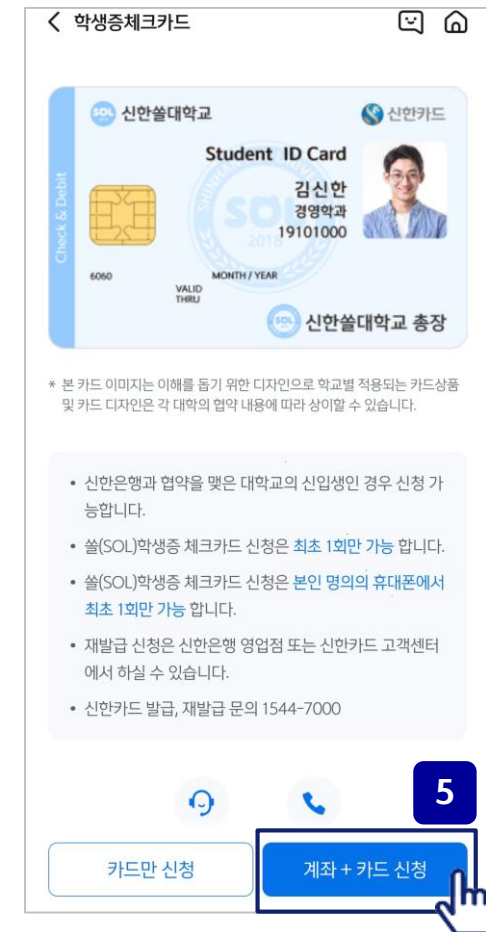 학생증체크카드
SOL 신한쏠대학교
신한카드
Check & Debit
Student ID Card
김신한
경영학과
19101000
SOL
2018
6060
MONTH / YEAR
VALID
THRU
SOL 신한쏠대학교 총장
* 본 카드 이미지는 이해를 돕기 위한 디자인으로 학교별 적용되는 카드상품
및 카드 디자인은 각 대학의 협약 내용에 따라 상이할 수 있습니다.
• 신한은행과 협약을 맺은 대학교의 신입생인 경우 신청 가
능합니다.
• 쏠(SOL)학생증 체크카드 신청은 최초 1회만 가능 합니다.
• 쏠(SOL)학생증 체크카드 신청은 본인 명의의 휴대폰에서
최초 1회만 가능 합니다.
• 재발급 신청은 신한은행 영업점 또는 신한카드 고객센터
에서 하실 수 있습니다.
• 신한카드 발급, 재발급 문의 1544-7000
5
카드만 신청
계좌 + 카드 신청